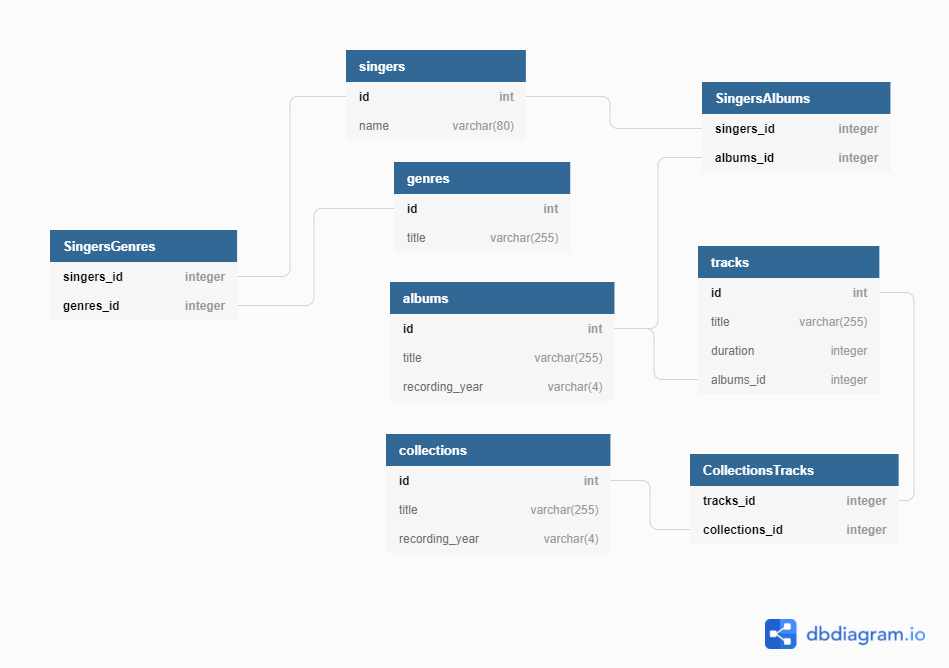 singers
id int
name varchar(80)
SingersAlbums
singers_id integer
albums_id integer
genres
id int
title varchar(255)
SingersGenres
singers_id integer
genres_id integer
albums
id int
title varchar(255)
recording_year varchar(4)
tracks
id int
title varchar(255)
duration integer
albums_id integer
collections
id int
title varchar(255)
recording_year varchar(4)
CollectionsTracks
tracks_id integer
collections_id integer
dbdiagram.io